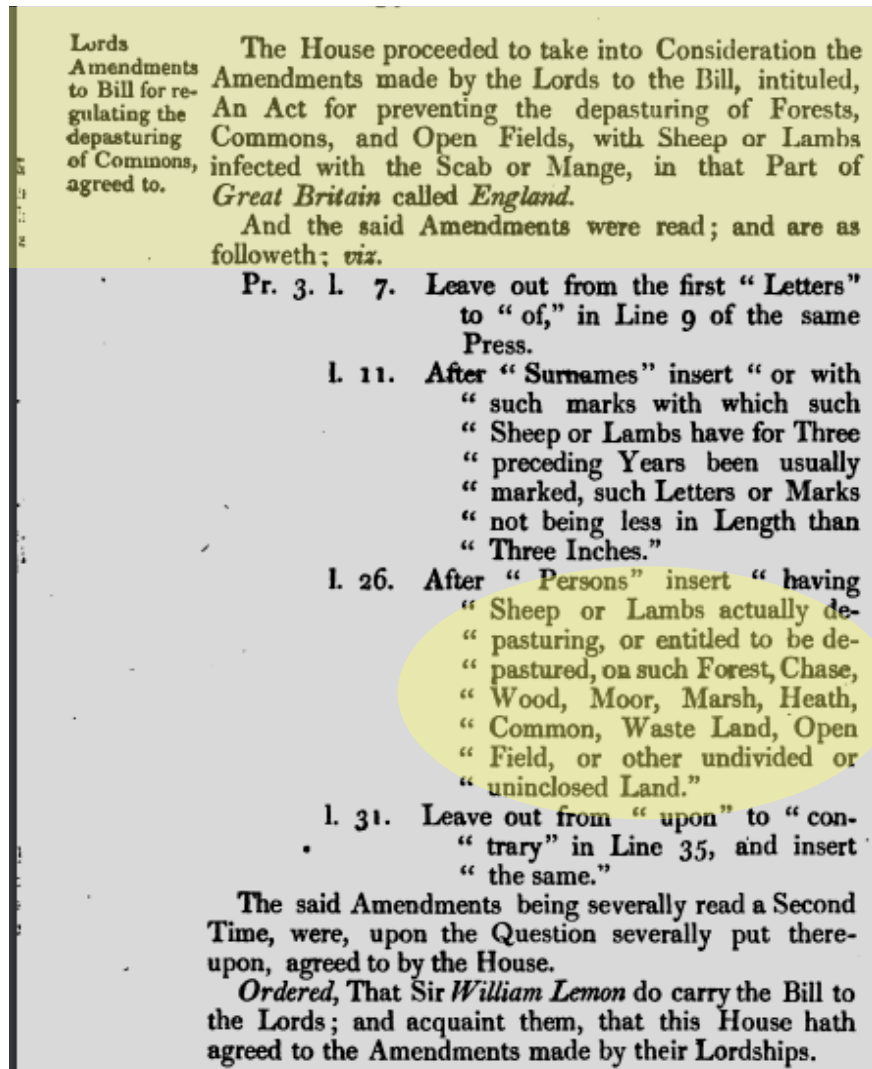 Lords
Amendments
to Bill for re-
gulating the
depasturing
of Commons,
agreed to.
The House proceeded to take into Consideration the
Amendments made by the Lords to the Bill, intituled,
An Act for preventing the depasturing of Forests,
Commons, and Open Fields, with Sheep or Lambs
infected with the Scab or Mange, in that Part of
Great Britain called England.
And the said Amendments were read; and are as
followeth; viz.
Pr. 3. l. 7. Leave out from the first “ Letters”
to “ of,” in Line 9 of the same
Press.
l. 11. After “ Surnames” insert “ or with
“ such marks with which such
“ Sheep or Lambs have for Three
“ preceding Years been usually
“ marked, such Letters or Marks
“ not being less in Length than
“ Three Inches.”
l. 26. After “ Persons” insert “ having
“ Sheep or Lambs actually de-
“ pasturing, or entitled to be de-
“ pastured, on such Forest, Chase,
“ Wood, Moor, Marsh, Heath,
“ Common, Waste Land, Open
“ Field, or other undivided or
“ uninclosed Land.”
l. 31. Leave out from “ upon” to “ con-
“ trary” in Line 35, and insert
“ the same.”
The said Amendments being severally read a Second
Time, were, upon the Question severally put there-
upon, agreed to by the House.
Ordered, That Sir William Lemon do carry the Bill to
the Lords; and acquaint them, that this House hath
agreed to the Amendments made by their Lordships.